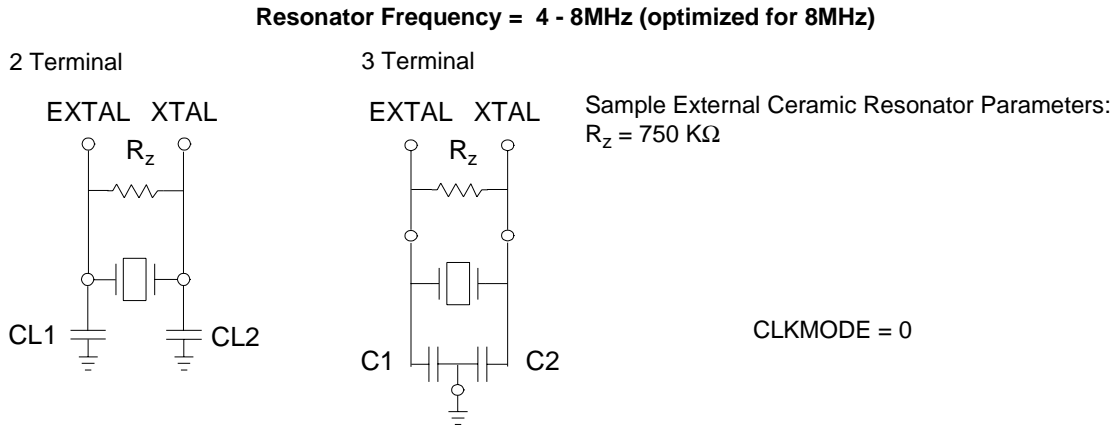 Resonator Frequency = 4 - 8MHz (optimized for 8MHz)
2 Terminal
3 Terminal
EXTAL XTAL
EXTAL XTAL
Sample External Ceramic Resonator Parameters:
Rz = 750 KΩ
Rz
Rz
CL1
CL2
C1
C2
CLKMODE = 0